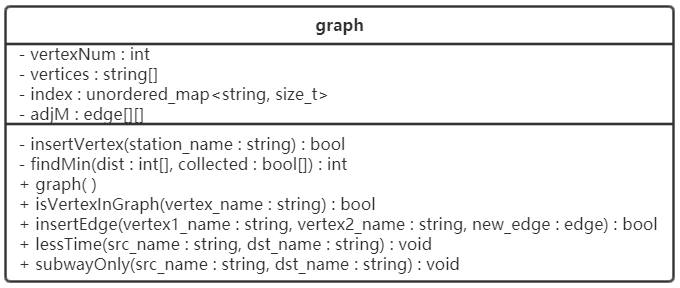 graph
- vertexNum : int
- vertices : string[]
- index : unordered_map<string, size_t>
- adjM : edge[][]
- insertVertex(station_name : string) : bool
- findMin(dist : int[], collected : bool[]) : int
+ graph( )
+ isVertexInGraph(vertex_name : string) : bool
+ insertEdge(vertex1_name : string, vertex2_name : string, new_edge : edge) : bool
+ lessTime(src_name : string, dst_name : string) : void
+ subwayOnly(src_name : string, dst_name : string) : void